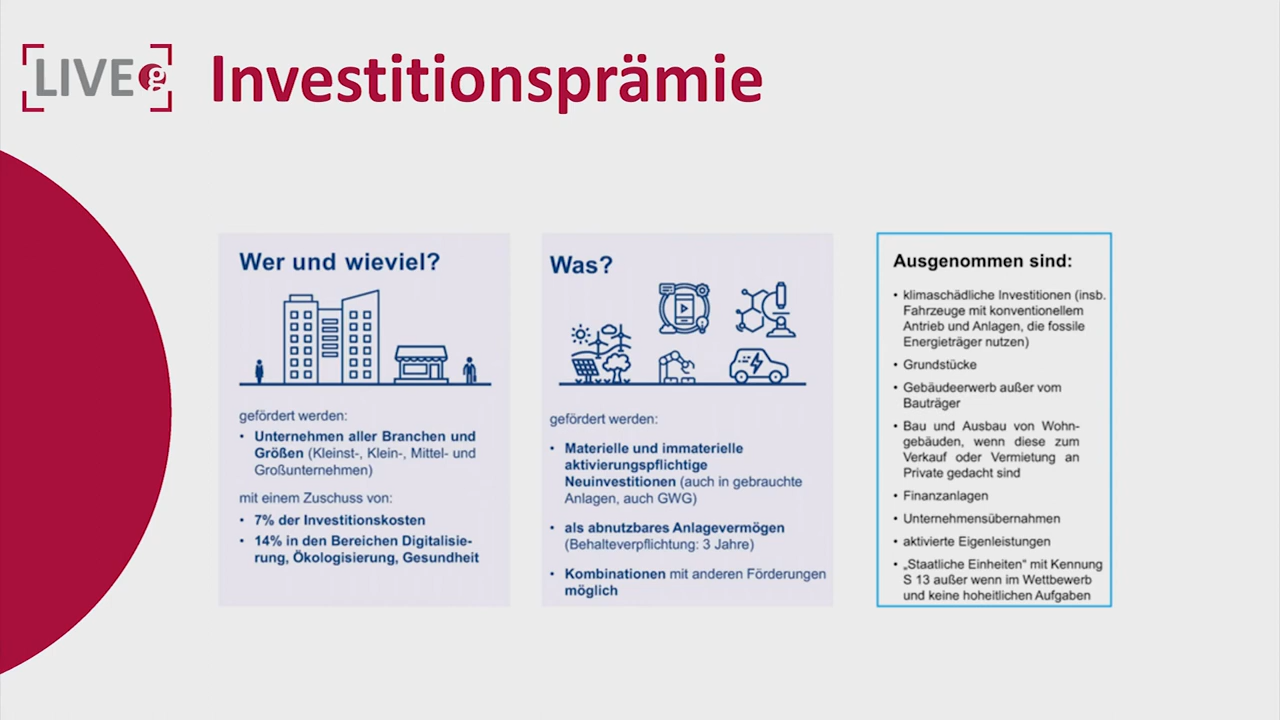 LIVE g
Investitionsprämie
Wer und wieviel?
gefördert werden:
• Unternehmen aller Branchen und
Größen (Kleinst-, Klein-, Mittel- und
Großunternehmen)
mit einem Zuschuss von:
• 7% der Investitionskosten
• 14% in den Bereichen Digitalisie-
rung, Ökologisierung, Gesundheit
Was?
gefördert werden:
• Materielle und immaterielle
aktivierungspflichtige
Neuinvestitionen (auch in gebrauchte
Anlagen, auch GWG)
• als abnutzbares Anlagevermögen
(Behalteverpflichtung: 3 Jahre)
• Kombinationen mit anderen Förderungen
möglich
Ausgenommen sind:
• klimaschädliche Investitionen (insb.
Fahrzeuge mit konventionellem
Antrieb und Anlagen, die fossile
Energieträger nutzen)
• Grundstücke
• Gebäudeerwerb außer vom
Bauträger
• Bau und Ausbau von Wohn-
gebäuden, wenn diese zum
Verkauf oder Vermietung an
Private gedacht sind
• Finanzanlagen
• Unternehmensübernahmen
• aktivierte Eigenleistungen
• „Staatliche Einheiten" mit Kennung
S 13 außer wenn im Wettbewerb
und keine hoheitlichen Aufgaben